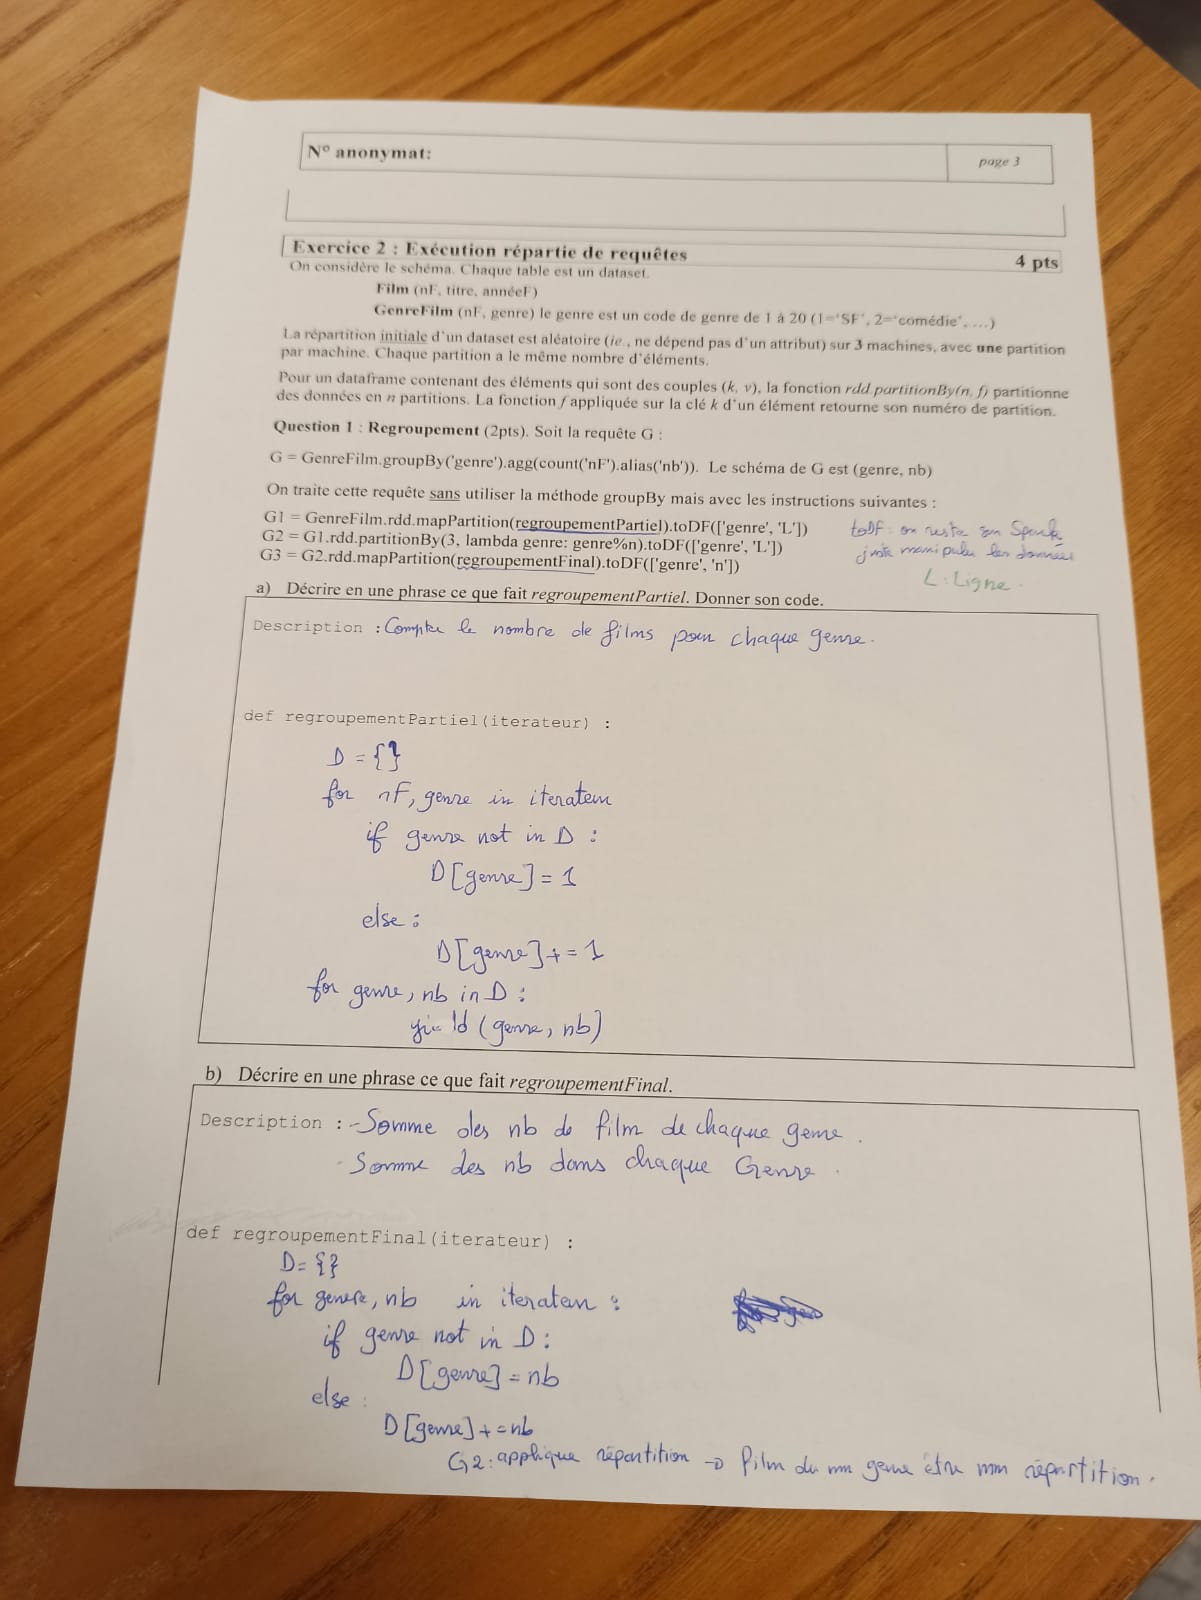 N° anonymat:
page 3
Exercice 2 : Exécution répartie de requêtes
4 pts
On considère le schéma. Chaque table est un dataset.
Film (nF, titre, annéeF)
GenreFilm (nF, genre) le genre est un code de genre de 1 à 20 (1='SF', 2='comédie', …)
La répartition initiale d'un dataset est aléatoire (ie., ne dépend pas d'un attribut) sur 3 machines, avec une partition
par machine. Chaque partition a le même nombre d'éléments.
Pour un dataframe contenant des éléments qui sont des couples (k, v), la fonction rdd.partitionBy(n, f) partitionne
des données en n partitions. La fonction f appliquée sur la clé k d'un élément retourne son numéro de partition.
Question 1 : Regroupement (2pts). Soit la requête G :
G = GenreFilm.groupBy('genre').agg(count('nF').alias('nb')). Le schéma de G est (genre, nb)
On traite cette requête sans utiliser la méthode groupBy mais avec les instructions suivantes :
G1 = GenreFilm.rdd.mapPartition(regroupementPartiel).toDF(['genre', 'L'])
G2 = G1.rdd.partitionBy(3, lambda genre: genre%n).toDF(['genre', 'L'])
G3 = G2.rdd.mapPartition(regroupementFinal).toDF(['genre', 'n'])
toDF : on reste sur Spark
juste manipuler les données
L : Ligne .
a) Décrire en une phrase ce que fait regroupementPartiel. Donner son code.
Description : Compter le nombre de films pour chaque genre.
def regroupementPartiel(iterateur) :
D = {}
for nF, genre in iterateur
if genre not in D :
D[genre] = 1
else :
D[genre] += 1
for genre, nb in D :
yield (genre, nb)
b) Décrire en une phrase ce que fait regroupementFinal.
Description : - Somme des nb de film de chaque genre .
- Somme des nb dans chaque Genre .
def regroupementFinal(iterateur) :
D= {}
for genre, nb in iterateur :
if genre not in D :
D[genre] = nb
else :
D[genre] += nb
G2 : applique répartition → film du mm genre être mm répartition .